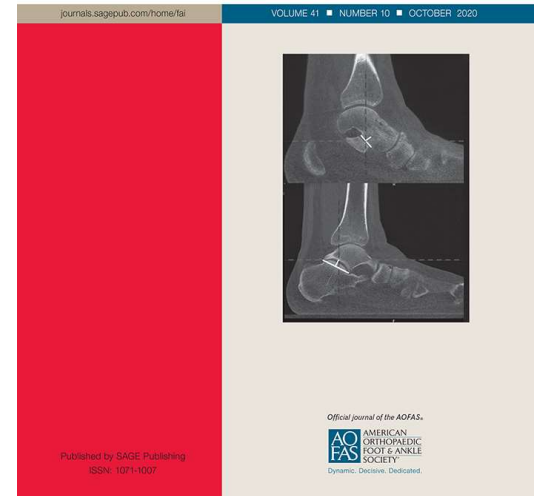 journals.sagepub.com/home/fai
VOLUME 41 ■ NUMBER 10 ■ OCTOBER 2020
Official journal of the AOFAS®
AO
FAS
AMERICAN
ORTHOPAEDIC
FOOT & ANKLE
SOCIETY®
Dynamic. Decisive. Dedicated.
Published by SAGE Publishing
ISSN: 1071-1007